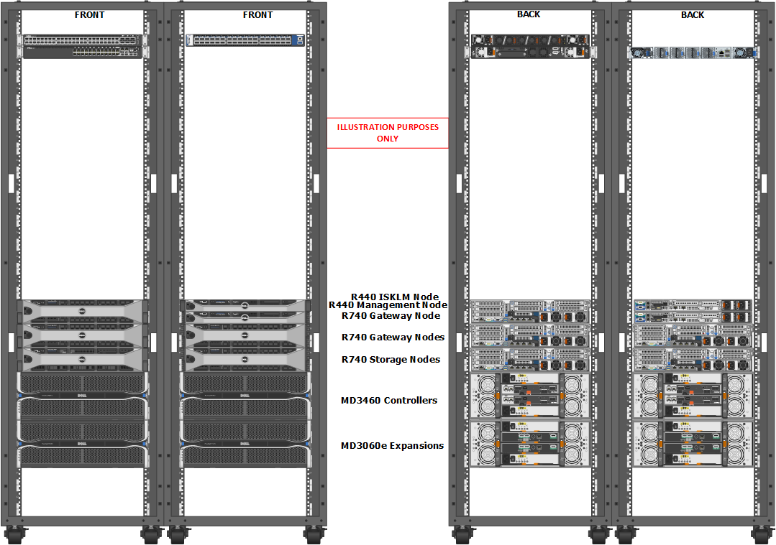 FRONT
FRONT
BACK
BACK
ILLUSTRATION PURPOSES
ONLY
R440 ISKLM Node
R440 Management Node
R740 Gateway Node
R740 Gateway Nodes
R740 Storage Nodes
MD3460 Controllers
MD3060e Expansions